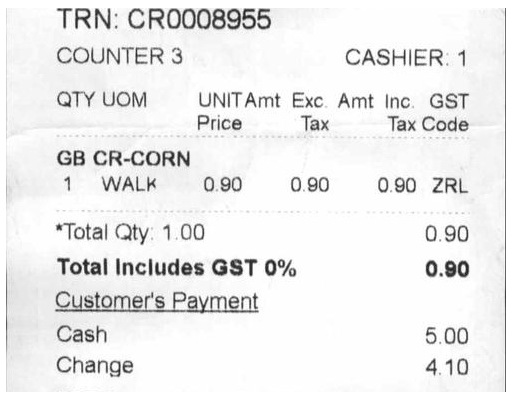 TRN: CR0008955
COUNTER 3 CASHIER: 1
QTY UOM UNIT Amt Exc. Amt Inc. GST
Price Tax Tax Code
GB CR-CORN
1 WALK 0.90 0.90 0.90 ZRL
*Total Qty: 1.00 0.90
Total Includes GST 0% 0.90
Customer's Payment
Cash 5.00
Change 4.10